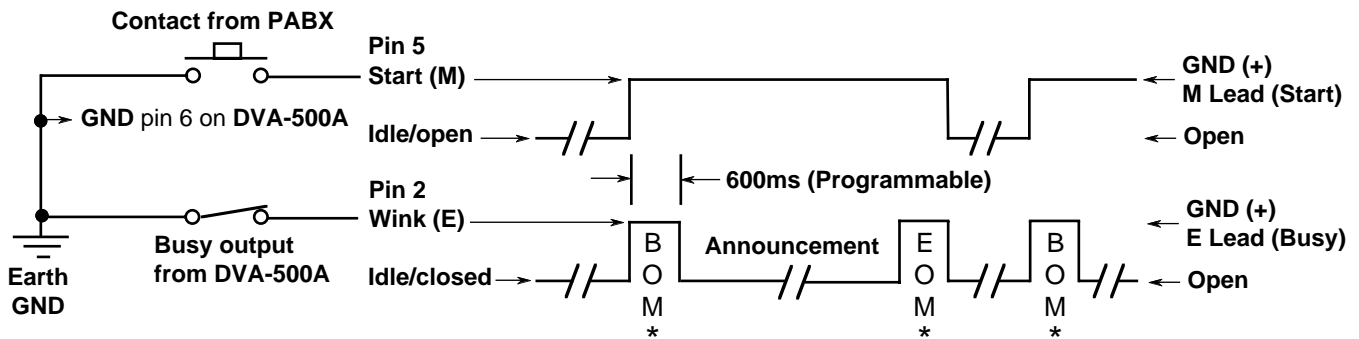 Contact from PABX
Pin 5
Start (M)
GND (+)
M Lead (Start)
GND pin 6 on DVA-500A
Idle/open
Open
600ms (Programmable)
Pin 2
Wink (E)
GND (+)
E Lead (Busy)
Busy output
from DVA-500A
Announcement
Idle/closed
Open
Earth
GND
B
O
M
*
E
O
M
*
B
O
M
*